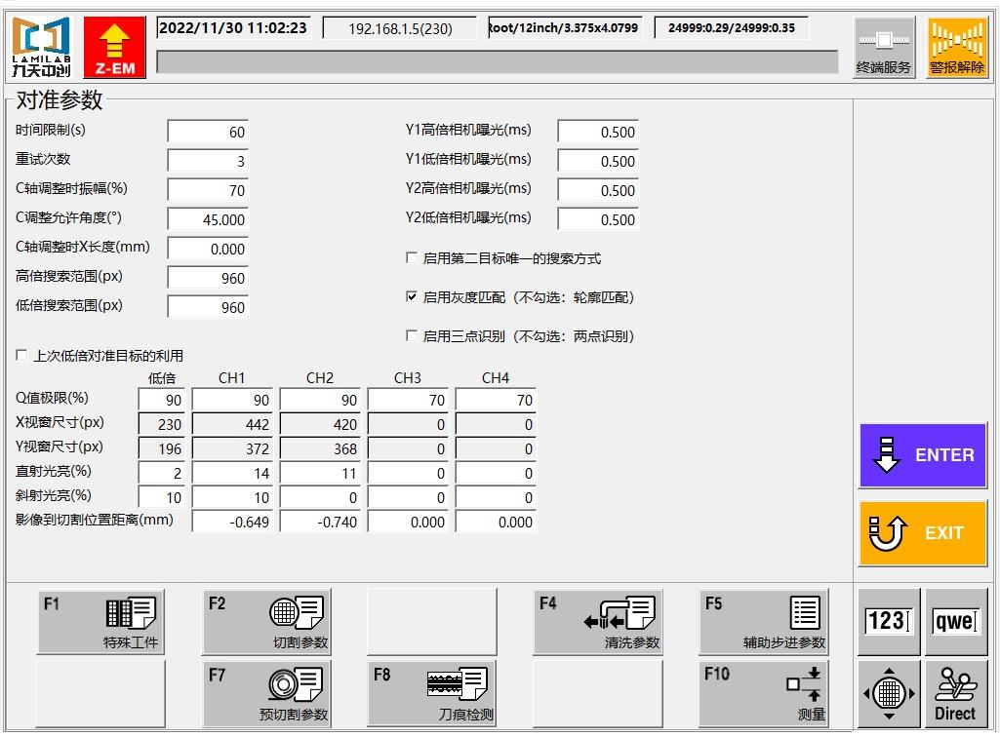 LAMILAB
九天中创
Z-EM
2022/11/30 11:02:23
192.168.1.5(230)
Root/12inch/3.375x4.0799
24999:0.29/24999:0.35
终端服务
警报解除
对准参数
时间限制(s) 60 Y1高倍相机曝光(ms) 0.500
重试次数 3 Y1低倍相机曝光(ms) 0.500
C轴调整时振幅(%) 70 Y2高倍相机曝光(ms) 0.500
C调整允许角度(°) 45.000 Y2低倍相机曝光(ms) 0.500
C轴调整时X长度(mm) 0.000
启用第二目标唯一的搜索方式
高倍搜索范围(px) 960
启用灰度匹配（不勾选：轮廓匹配）
低倍搜索范围(px) 960
启用三点识别（不勾选：两点识别）
上次低倍对准目标的利用
低倍 CH1 CH2 CH3 CH4
Q值极限(%) 90 90 90 70 70
X视窗尺寸(px) 230 442 420 0 0
Y视窗尺寸(px) 196 372 368 0 0
直射光亮(%) 2 14 11 0 0
斜射光亮(%) 10 10 0 0 0
影像到切割位置距离(mm) -0.649 -0.740 0.000 0.000
ENTER
EXIT
F1 特殊工件
F2 切割参数
F4 清洗参数
F5 辅助步进参数
123
qwe
F7 预切割参数
F8 刀痕检测
F10 测量
Direct